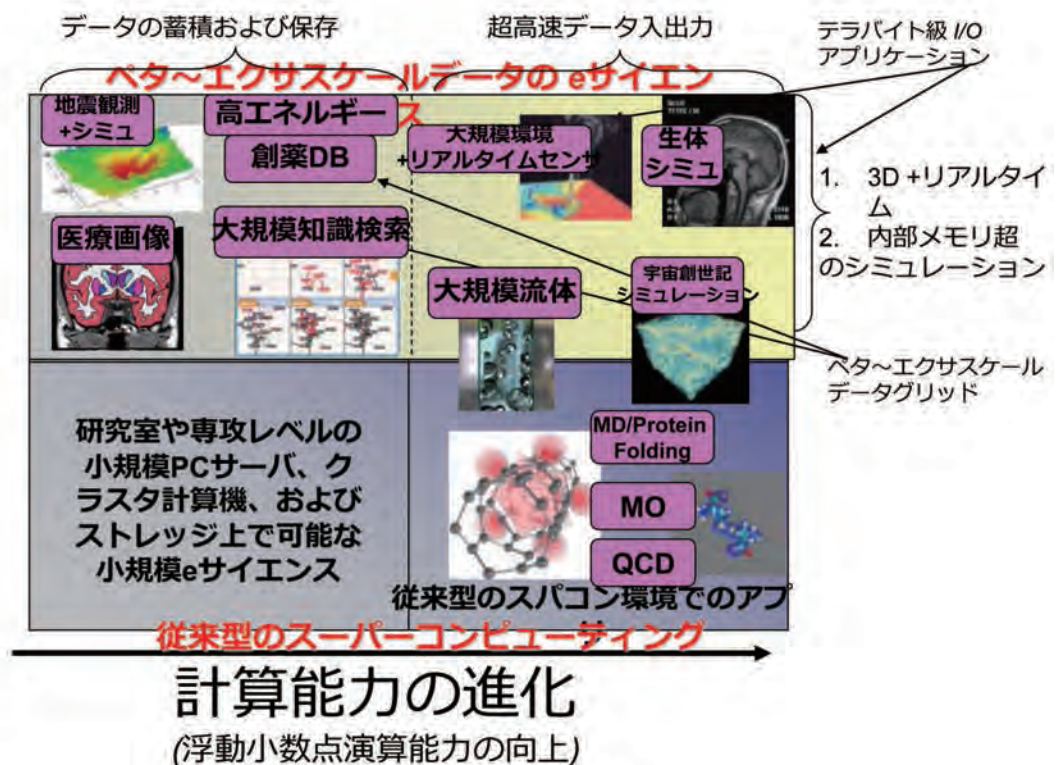 データの蓄積および保存
超高速データ入出力
テラバイト級 I/O
アプリケーション
ペタ~エクサスケールデータの eサイエン
ス
地震観測
+シミュ
高エネルギー
創薬DB
大規模環境
+リアルタイムセンサ
生体
シミュ
1. 3D +リアルタイ
ム
2. 内部メモリ超
のシミュレーション
医療画像
大規模知識検索
大規模流体
宇宙創世記
シミュレーション
ペタ~エクサスケール
データグリッド
研究室や専攻レベルの
小規模PCサーバ、ク
ラスタ計算機、および
ストレッジ上で可能な
小規模eサイエンス
MD/Protein
Folding
MO
QCD
従来型のスパコン環境でのアプ
従来型のスーパーコンピューティング
計算能力の進化
(浮動小数点演算能力の向上)